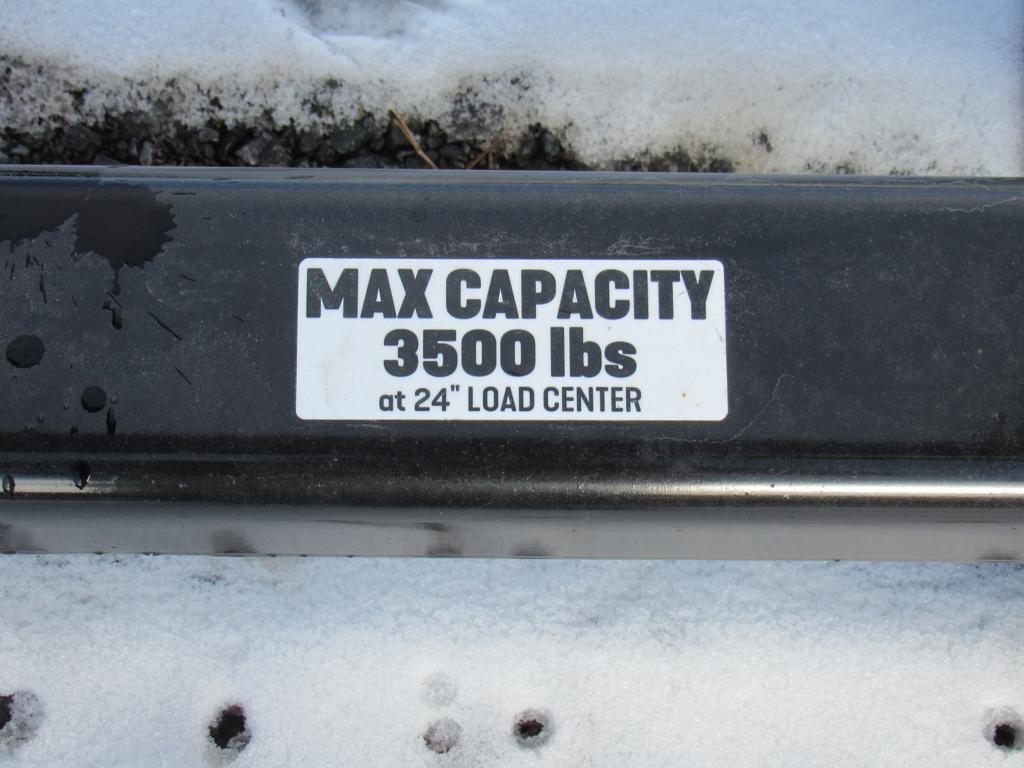 MAX CAPACITY
3500 lbs
at 24" LOAD CENTER